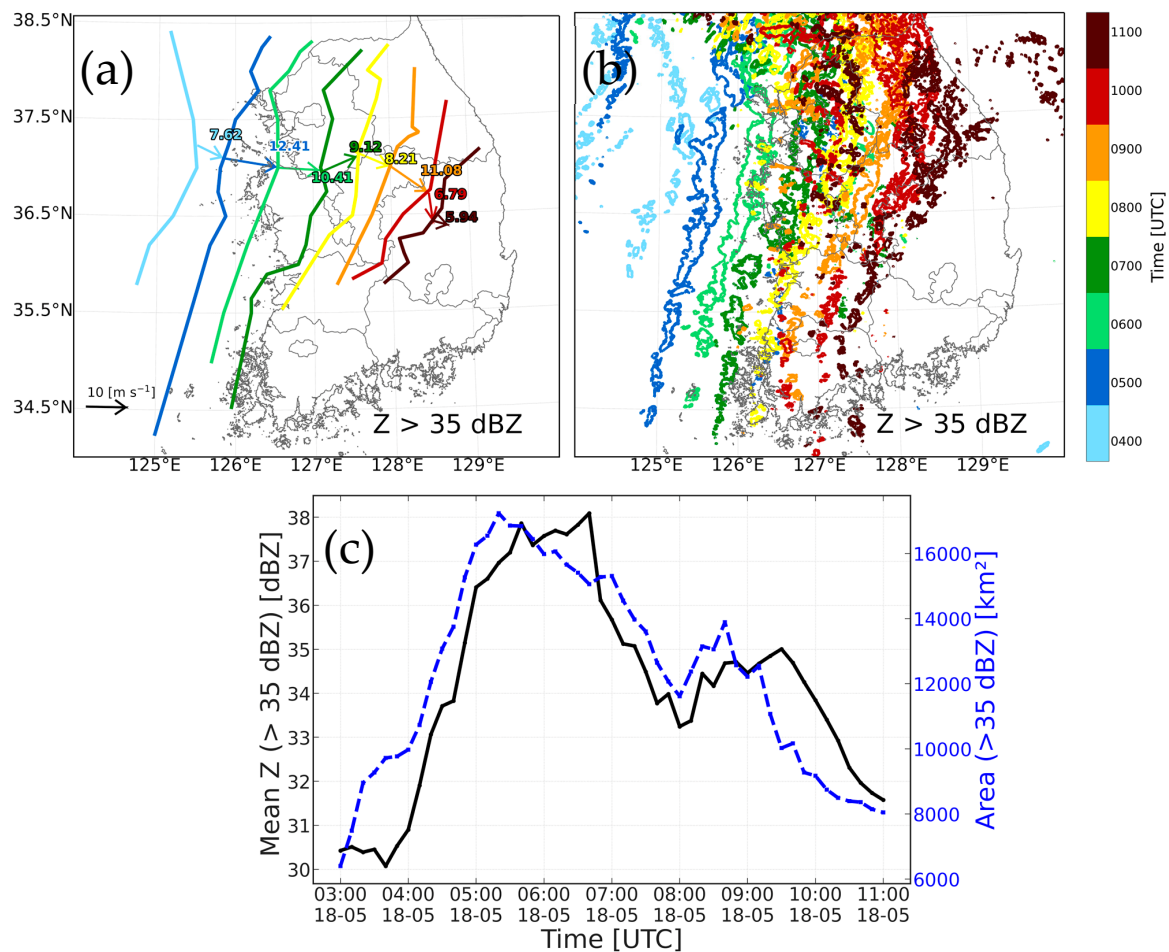 (a)
38.5°N
37.5°N
36.5°N
35.5°N
34.5°N
7.62
12.41
10.41
9.12
8.21
11.08
6.79
5.94
10 [m s⁻¹]
Z > 35 dBZ
125°E 126°E 127°E 128°E 129°E
(b)
Z > 35 dBZ
125°E 126°E 127°E 128°E 129°E
1100
1000
0900
0800
0700
0600
0500
0400
Time [UTC]
(c)
Mean Z (> 35 dBZ) [dBZ]
38
37
36
35
34
33
32
31
30
16000
14000
12000
10000
8000
6000
Area (>35 dBZ) [km²]
03:00 04:00 05:00 06:00 07:00 08:00 09:00 10:00 11:00
18-05 18-05 18-05 18-05 18-05 18-05 18-05 18-05 18-05
Time [UTC]